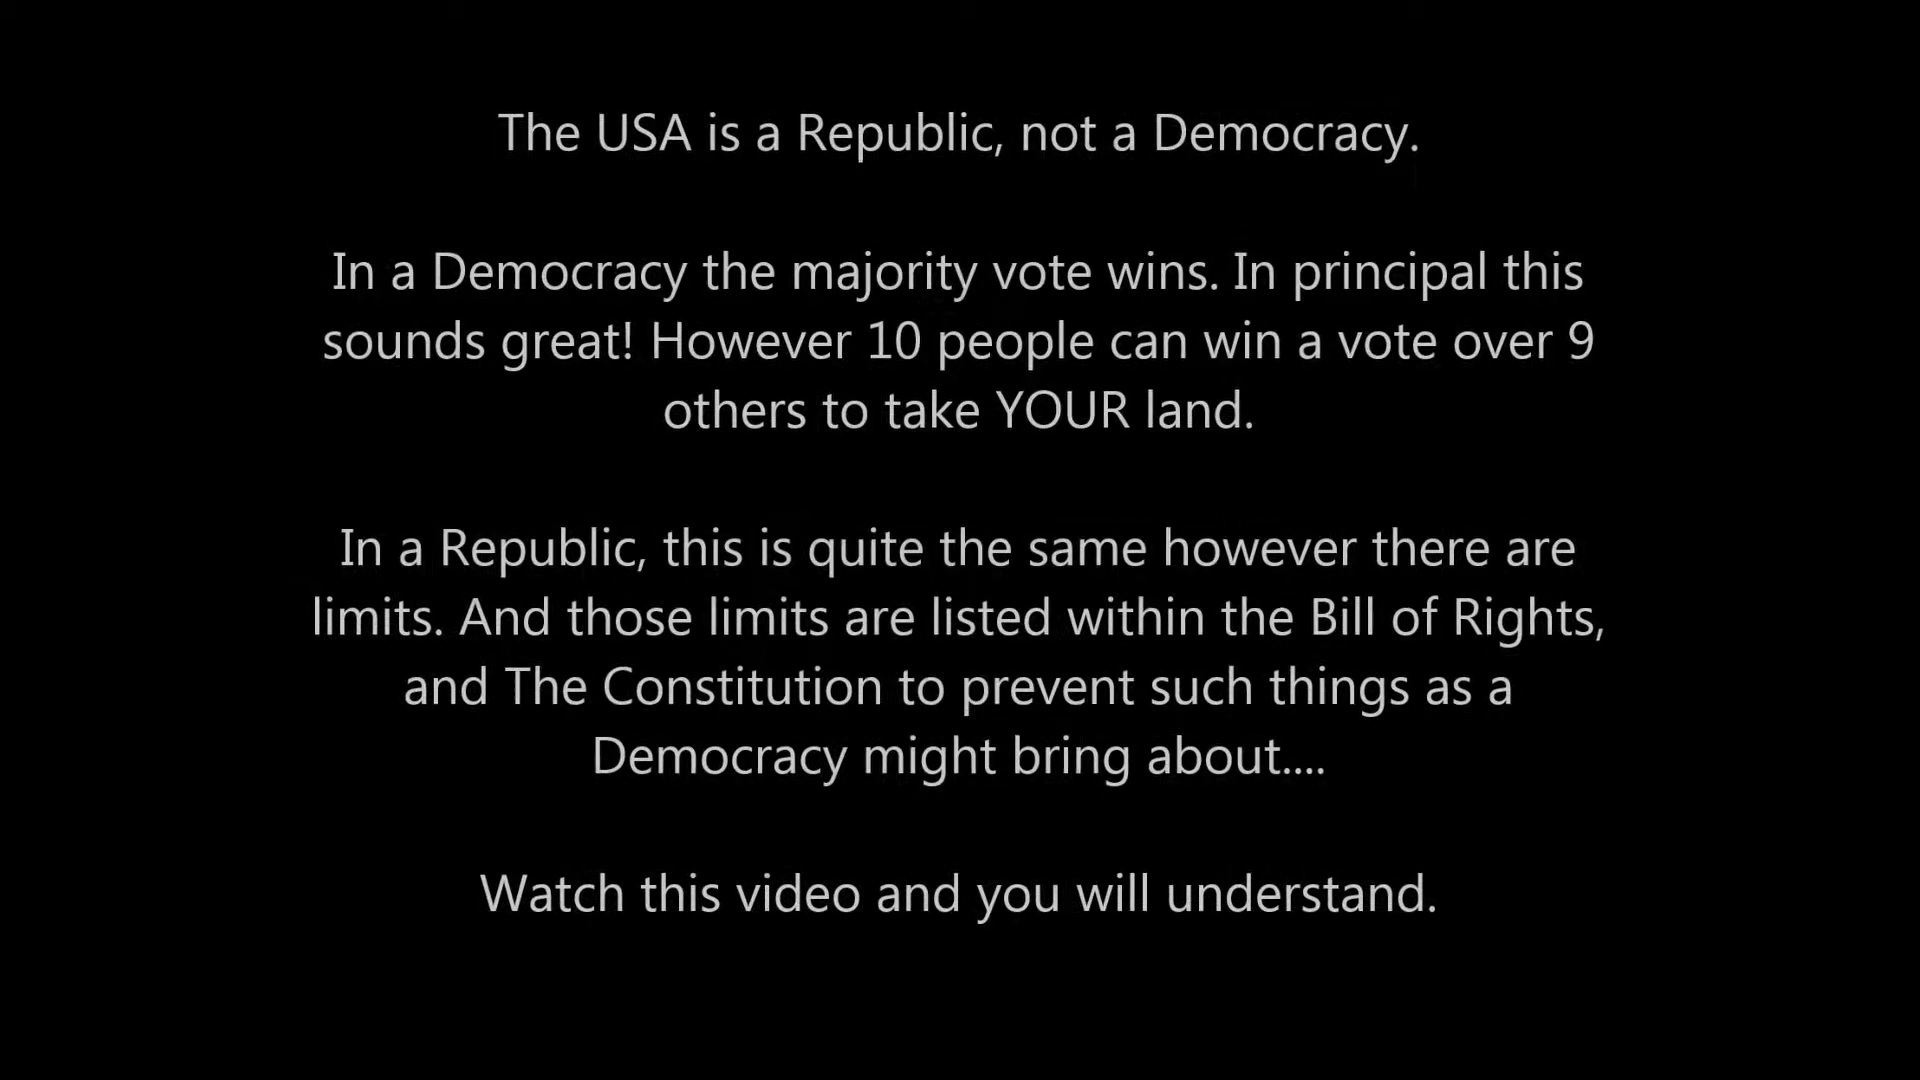 The USA is a Republic, not a Democracy.
In a Democracy the majority vote wins. In principal this
sounds great! However 10 people can win a vote over 9
others to take YOUR land.
In a Republic, this is quite the same however there are
limits. And those limits are listed within the Bill of Rights,
and The Constitution to prevent such things as a
Democracy might bring about....
Watch this video and you will understand.